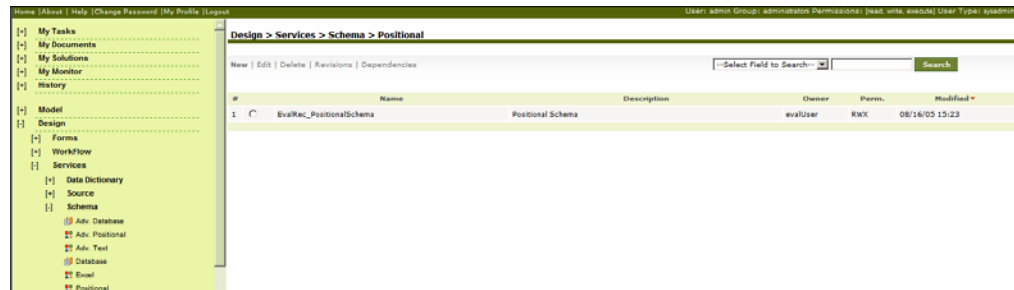 Home |About | Help |Change Password |My Profile |Logout User: admin Group: administrators Permissions: [read, write, execute] User Type: sysadmin
[+] My Tasks
[+] My Documents
[+] My Solutions
[+] My Monitor
[+] History
[+] Model
[-] Design
[+] Forms
[+] WorkFlow
[-] Services
[+] Data Dictionary
[+] Source
[-] Schema
Adv. Database
Adv. Positional
Adv. Text
Database
Excel
Positional
Design > Services > Schema > Positional
New | Edit | Delete | Revisions | Dependencies --Select Field to Search-- Search
# Name Description Owner Perm. Modified
1 EvalRec_PositionalSchema Positional Schema evalUser RWX 08/16/05 15:23